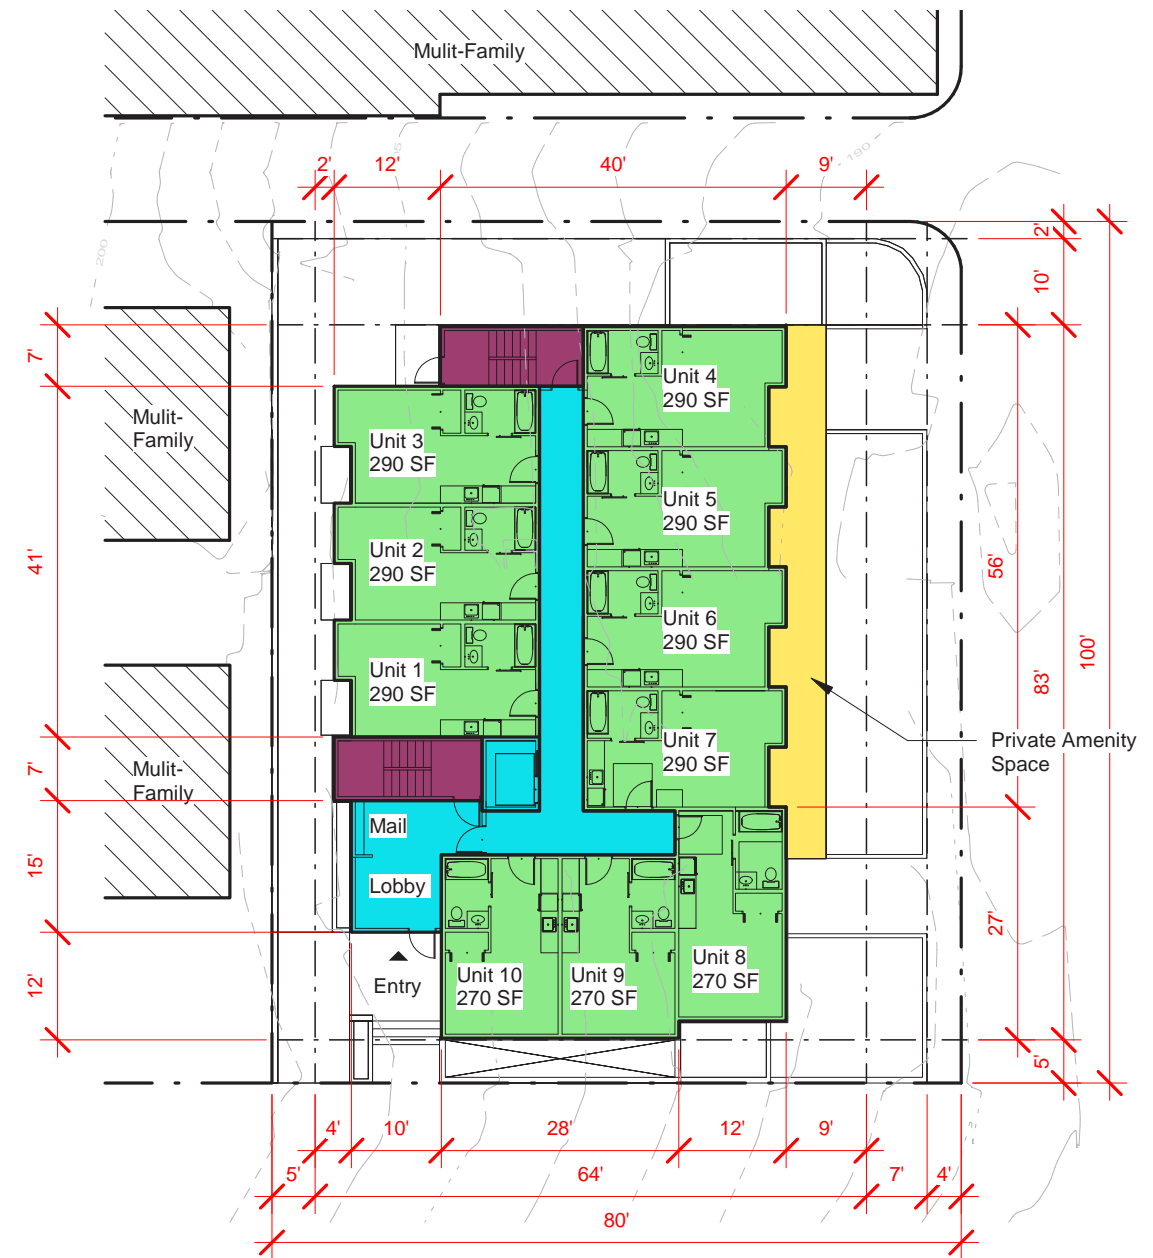 Mulit-Family
2'
12'
40'
9'
190
200
2'
10'
7'
Unit 4
290 SF
Mulit-
Family
Unit 3
290 SF
Unit 5
290 SF
41'
Unit 2
290 SF
56'
Unit 6
290 SF
100'
Unit 1
290 SF
83'
Unit 7
290 SF
Private Amenity
Space
Mulit-
Family
7'
Mail
15'
Lobby
27'
Unit 10
270 SF
Unit 9
270 SF
Unit 8
270 SF
Entry
12'
5'
4'
10'
28'
12'
9'
5'
64'
7'
4'
80'